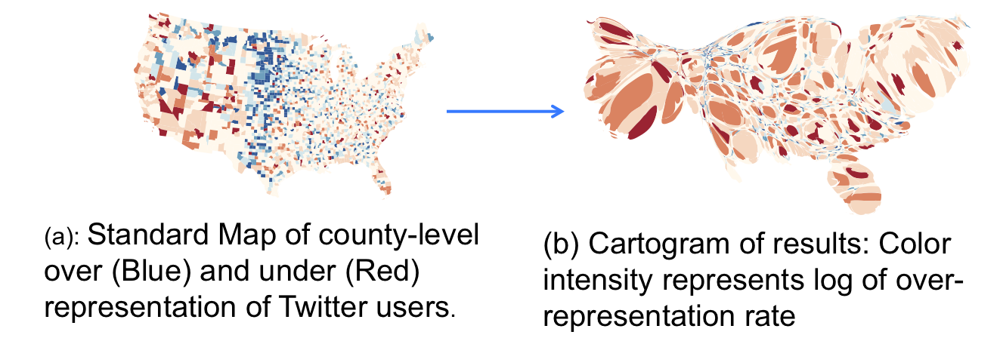 (a): Standard Map of county-level
over (Blue) and under (Red)
representation of Twitter users.
(b) Cartogram of results: Color
intensity represents log of over-
representation rate